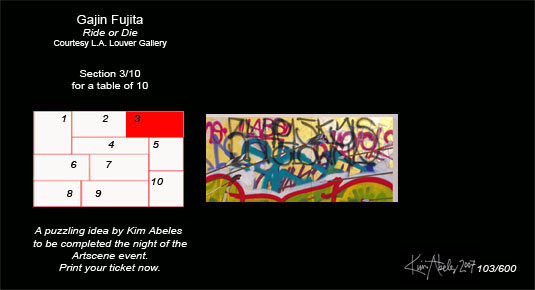 Gajin Fujita
Ride or Die
Courtesy L.A. Louver Gallery
Section 3/10
for a table of 10
1 2 3
4 5
6 7
8 9 10
A puzzling idea by Kim Abeles
to be completed the night of the
Artscene event.
Print your ticket now.
Kim Abeles 2007 103/600